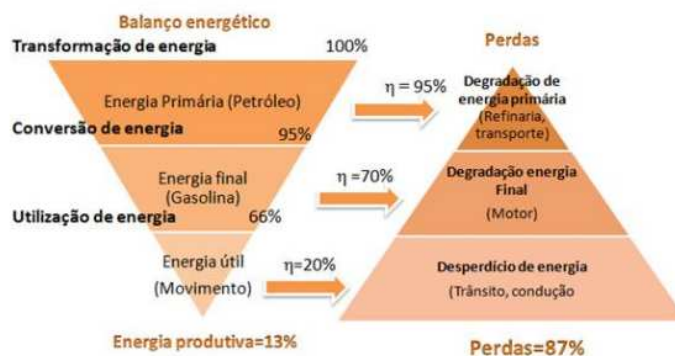 Balanço energético
Transformação de energia
100%
Energia Primária (Petróleo)
Conversão de energia
95%
Energia final
(Gasolina)
Utilização de energia
66%
Energia útil
(Movimento)
Energia produtiva=13%
η = 95%
η =70%
η=20%
Perdas
Degradação de
energia primária
(Refinaria,
transporte)
Degradação energia
Final
(Motor)
Desperdício de energia
(Trânsito, condução
Perdas=87%